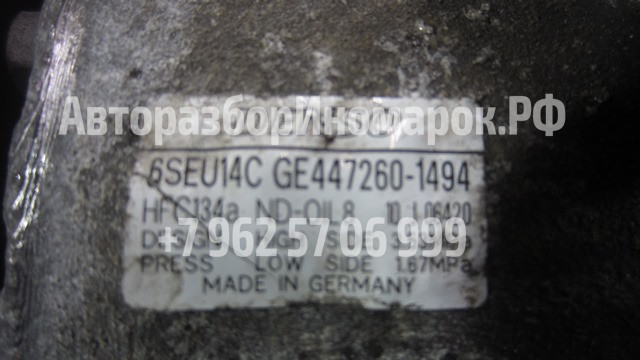 АвторазборИномарок.РФ
6SEU14C GE447260-1494
HFC134a ND-OIL8
+7 962 57 06 999
PRESS LOW SIDE 1.67MPa
MADE IN GERMANY